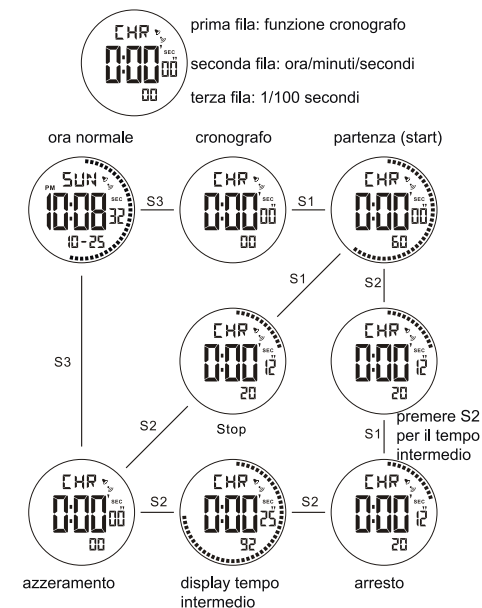 CHR
prima fila: funzione cronografo
0:00 SEC 00
seconda fila: ora/minuti/secondi
00
terza fila: 1/100 secondi
ora normale cronografo partenza (start)
SUN CHR CHR
PM 10:08 SEC 32 S3 0:00 SEC 00 S1 0:00 SEC 00
10-25 00 60
S1 S2
CHR CHR
S3 0:00 SEC 12 0:00 SEC 12
20 20
S2 Stop S1 premere S2
per il tempo
intermedio
CHR CHR CHR
0:00 SEC 00 S2 0:00 SEC 25 S2 0:00 SEC 12
00 92 20
azzeramento display tempo arresto
intermedio